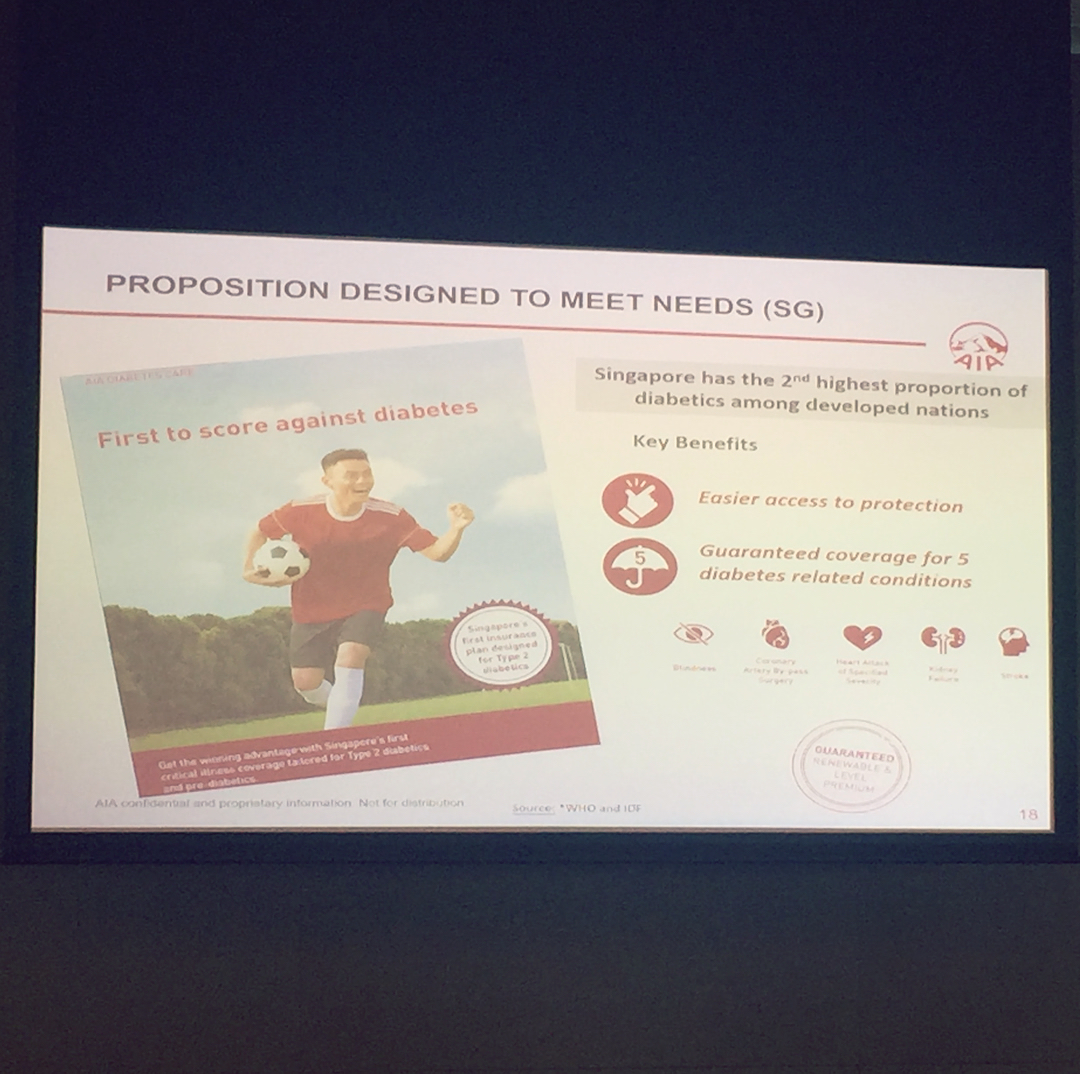 PROPOSITION DESIGNED TO MEET NEEDS (SG)
AIA
AIA DIABETES CARE
First to score against diabetes
Singapore's
first insurance
plan designed
for Type 2
diabetics
Get the winning advantage with Singapore's first
critical illness coverage tailored for Type 2 diabetics
and pre-diabetics.
Singapore has the 2nd highest proportion of
diabetics among developed nations
Key Benefits
Easier access to protection
5
Guaranteed coverage for 5
diabetes related conditions
Blindness
Coronary
Artery By-pass
Surgery
Heart Attack
of Specified
Severity
Kidney
Failure
Stroke
GUARANTEED
RENEWABLE &
LEVEL
PREMIUM
AIA confidential and proprietary information. Not for distribution
Source: *WHO and IDF
18